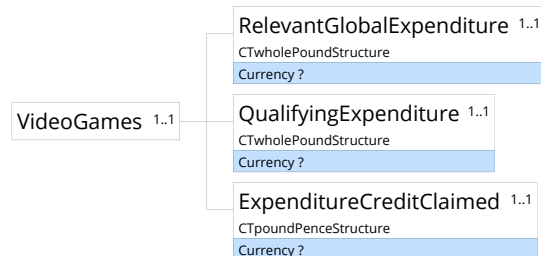 RelevantGlobalExpenditure 1..1
CTwholePoundStructure
Currency ?
VideoGames 1..1
QualifyingExpenditure 1..1
CTwholePoundStructure
Currency ?
ExpenditureCreditClaimed 1..1
CTpoundPenceStructure
Currency ?